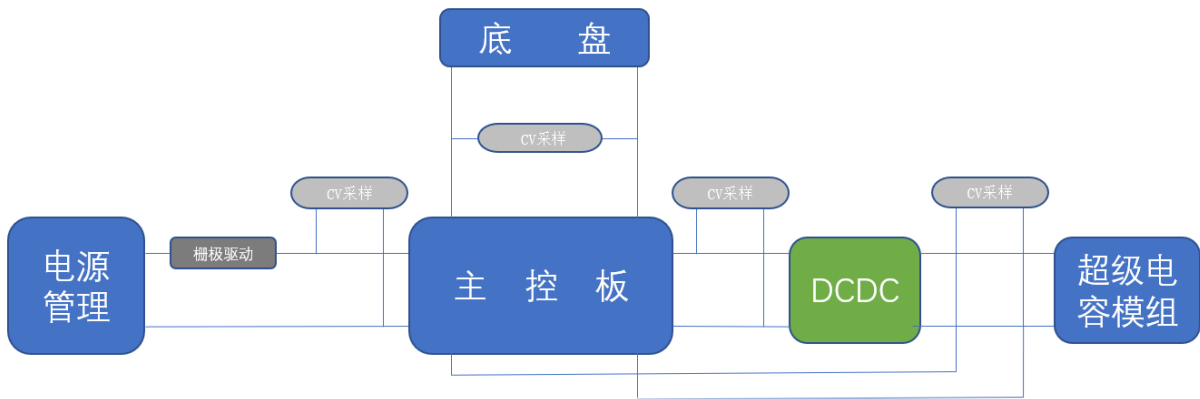 底 盘
cv采样
cv采样
cv采样
cv采样
电源
管理
栅极驱动
主 控 板
DCDC
超级电
容模组